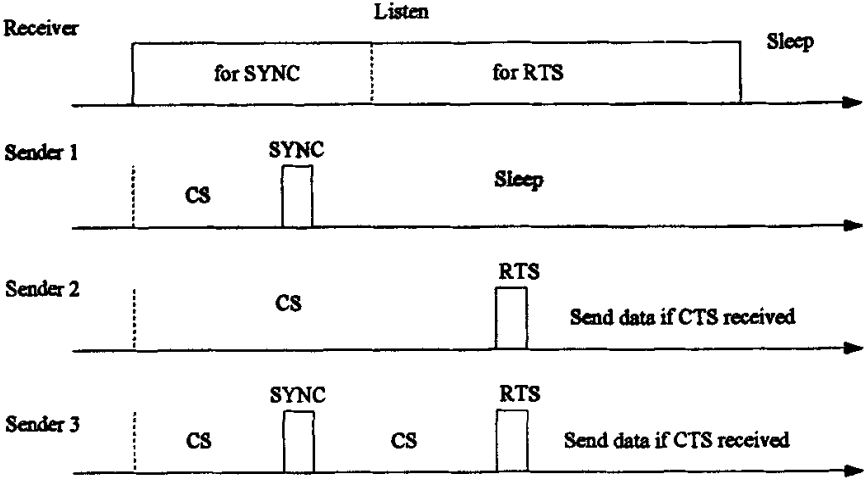 Listen
Receiver
Sleep
for SYNC
for RTS
Sender 1
SYNC
CS
Sleep
Sender 2
RTS
CS
Send data if CTS received
Sender 3
SYNC
RTS
CS
CS
Send data if CTS received